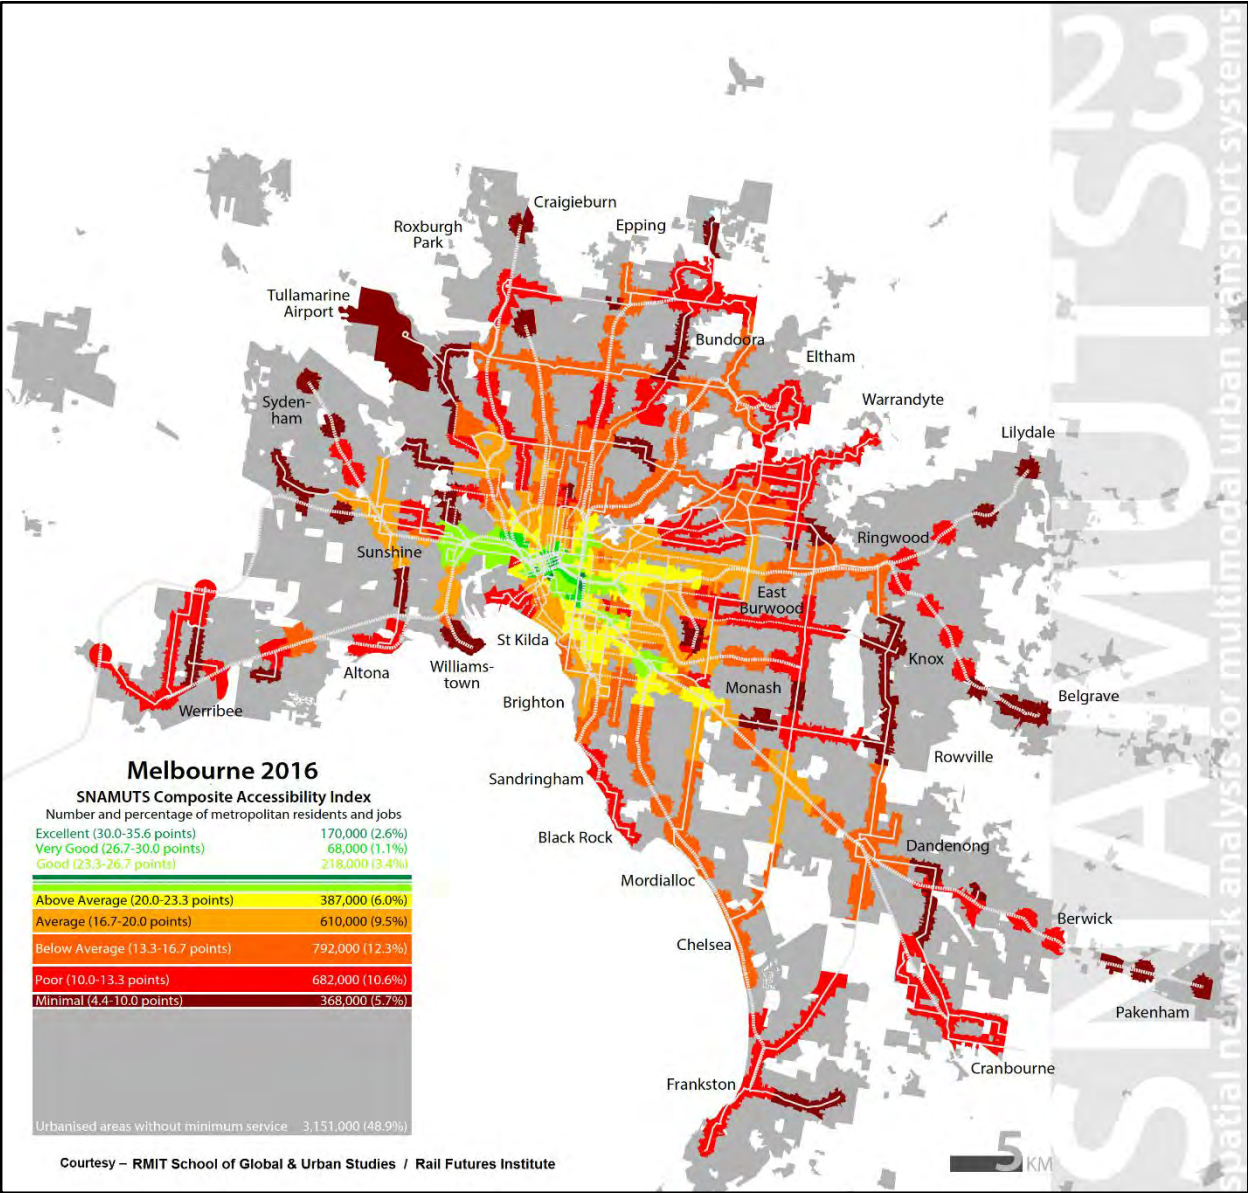 SNAMUTS 23
spatial network analysis for multimodal urban transport systems
Craigieburn
Roxburgh
Park
Epping
Tullamarine
Airport
Bundoora
Eltham
Warrandyte
Syden-
ham
Lilydale
Ringwood
Sunshine
East
Burwood
St Kilda
Knox
Altona
Williams-
town
Monash
Belgrave
Brighton
Werribee
Rowville
Sandringham
Black Rock
Dandenong
Mordialloc
Berwick
Chelsea
Pakenham
Cranbourne
Frankston
Melbourne 2016
SNAMUTS Composite Accessibility Index
Number and percentage of metropolitan residents and jobs
Excellent (30.0-35.6 points) 170,000 (2.6%)
Very Good (26.7-30.0 points) 68,000 (1.1%)
Good (23.3-26.7 points) 218,000 (3.4%)
Above Average (20.0-23.3 points) 387,000 (6.0%)
Average (16.7-20.0 points) 610,000 (9.5%)
Below Average (13.3-16.7 points) 792,000 (12.3%)
Poor (10.0-13.3 points) 682,000 (10.6%)
Minimal (4.4-10.0 points) 368,000 (5.7%)
Urbanised areas without minimum service 3,151,000 (48.9%)
Courtesy – RMIT School of Global & Urban Studies / Rail Futures Institute
5 KM